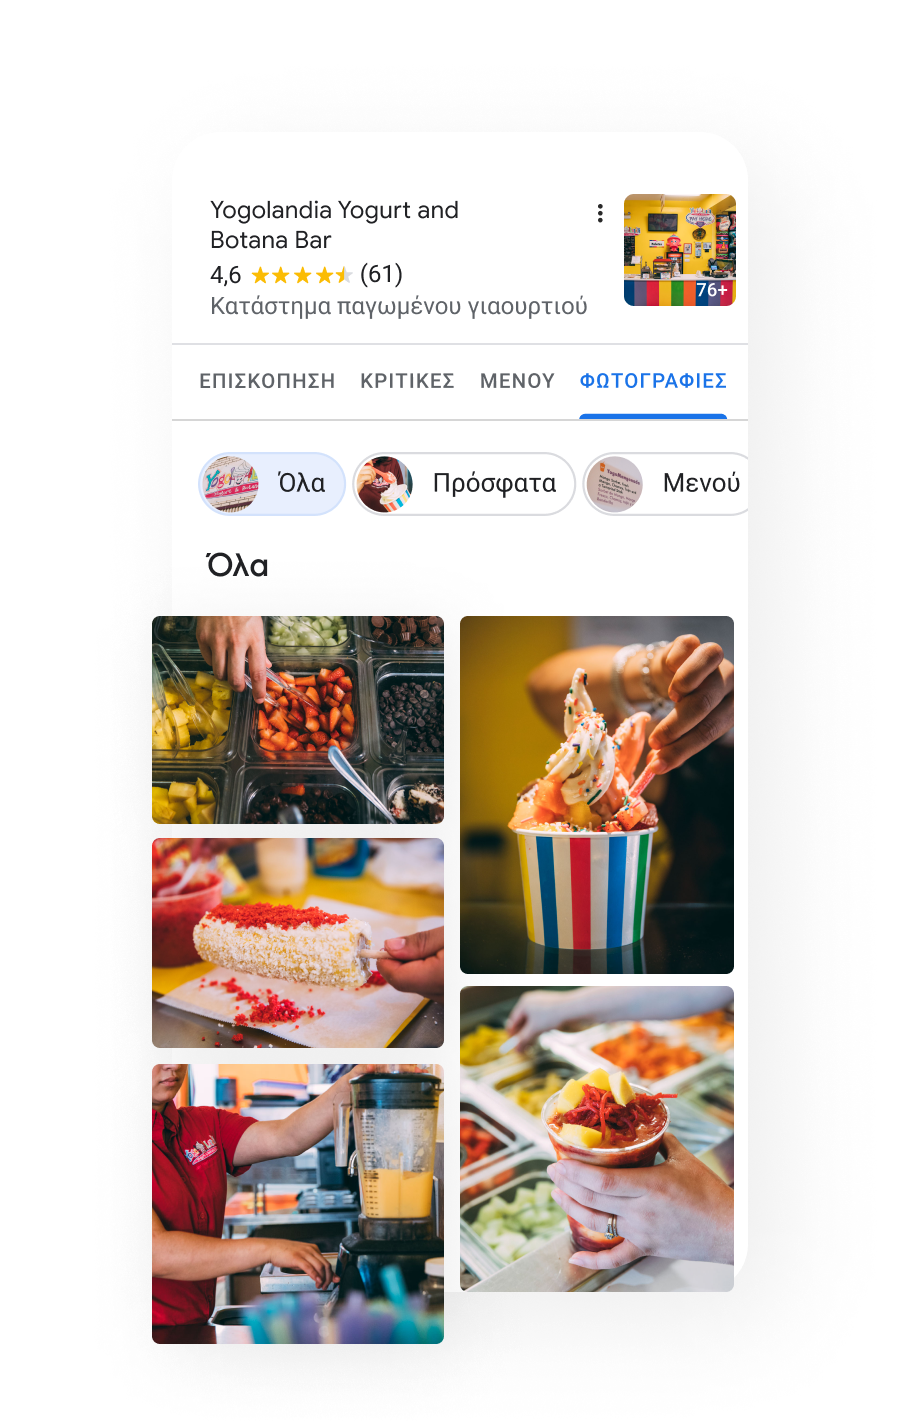 Yogolandia Yogurt and
Botana Bar
4,6 (61)
Κατάστημα παγωμένου γιαουρτιού
76+
ΕΠΙΣΚΟΠΗΣΗ ΚΡΙΤΙΚΕΣ ΜΕΝΟΥ ΦΩΤΟΓΡΑΦΙΕΣ
Όλα Πρόσφατα Μενού
Όλα